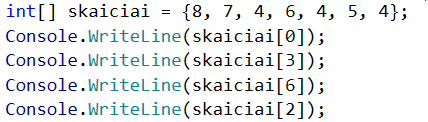 int[] skaiciai = {8, 7, 4, 6, 4, 5, 4};
Console.WriteLine(skaiciai[0]);
Console.WriteLine(skaiciai[3]);
Console.WriteLine(skaiciai[6]);
Console.WriteLine(skaiciai[2]);